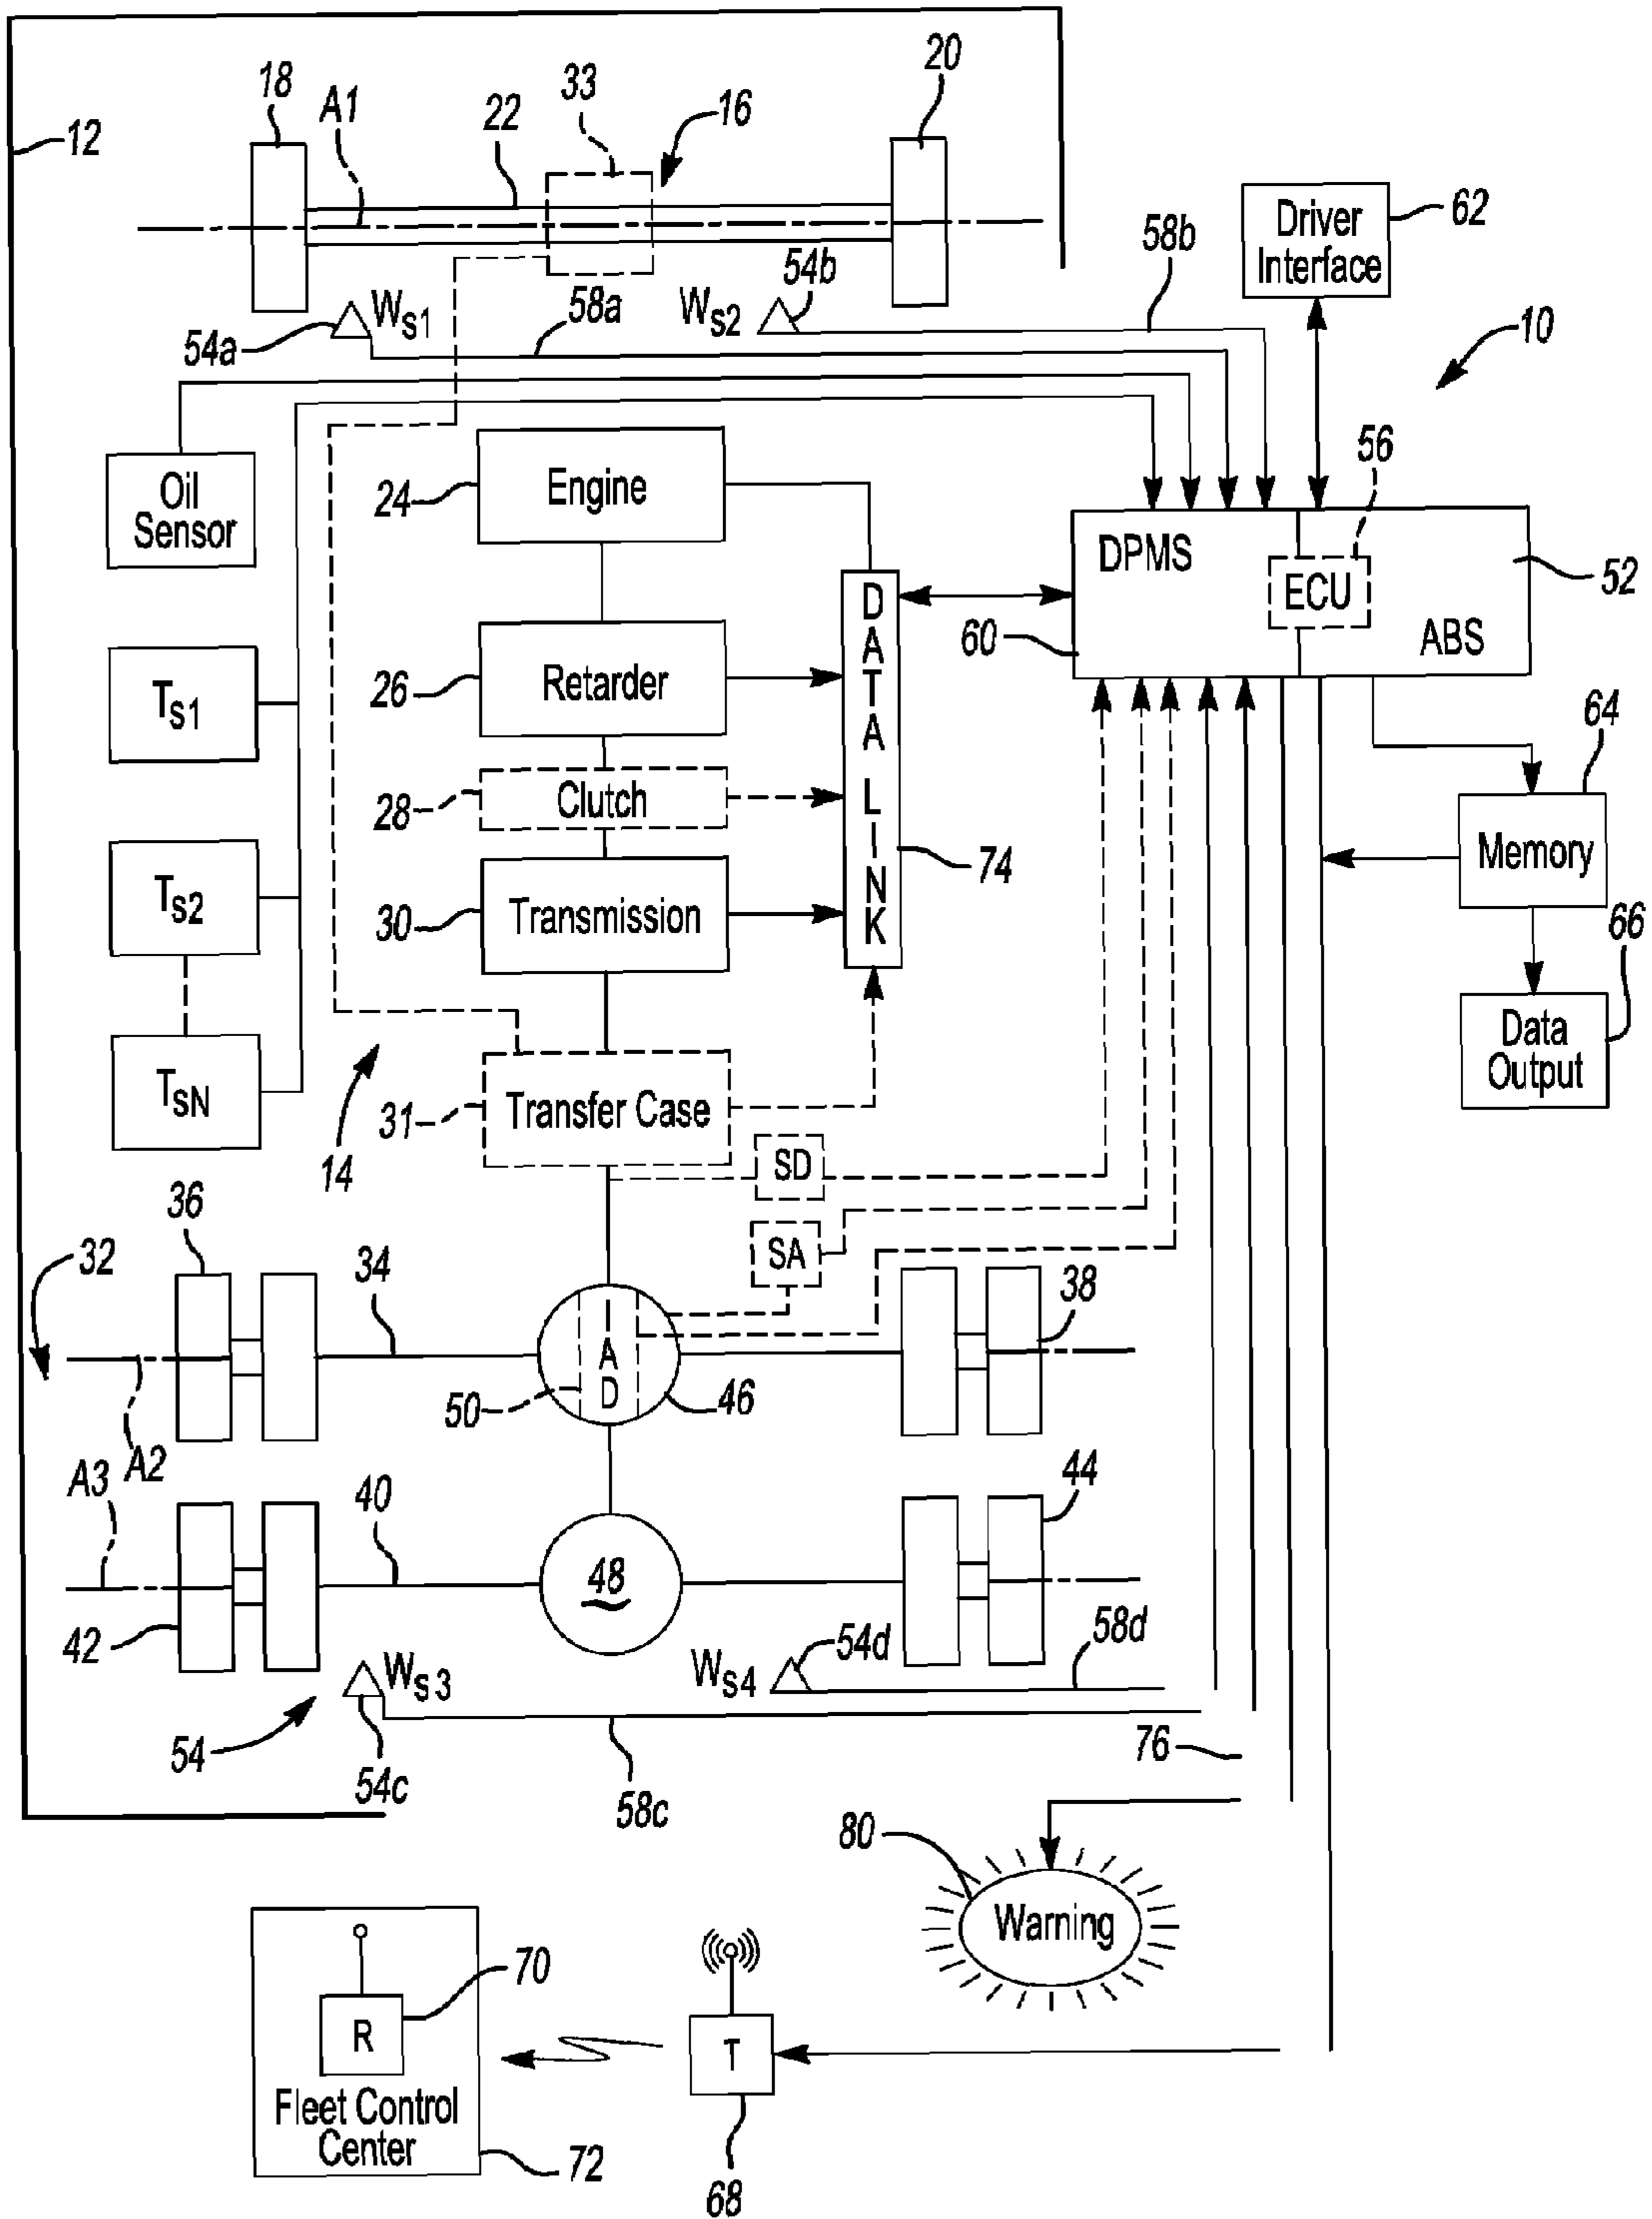 20
18
33
A1
22
16
12
Driver
Interface
62
58b
54b
Ws1
58a
Ws2
54a
10
56
Oil
Sensor
24
Engine
DPMS
ECU
52
ABS
60
DATA LINK
26
Retarder
Ts1
64
28
Clutch
Memory
74
Ts2
30
Transmission
66
Data
Output
TsN
31
Transfer Case
14
SD
36
SA
32
34
38
IAD
50
46
A2
A3
40
44
48
42
54d
58d
Ws3
Ws4
54
54c
58c
76
80
Warning
70
R
T
Fleet Control
Center
72
68